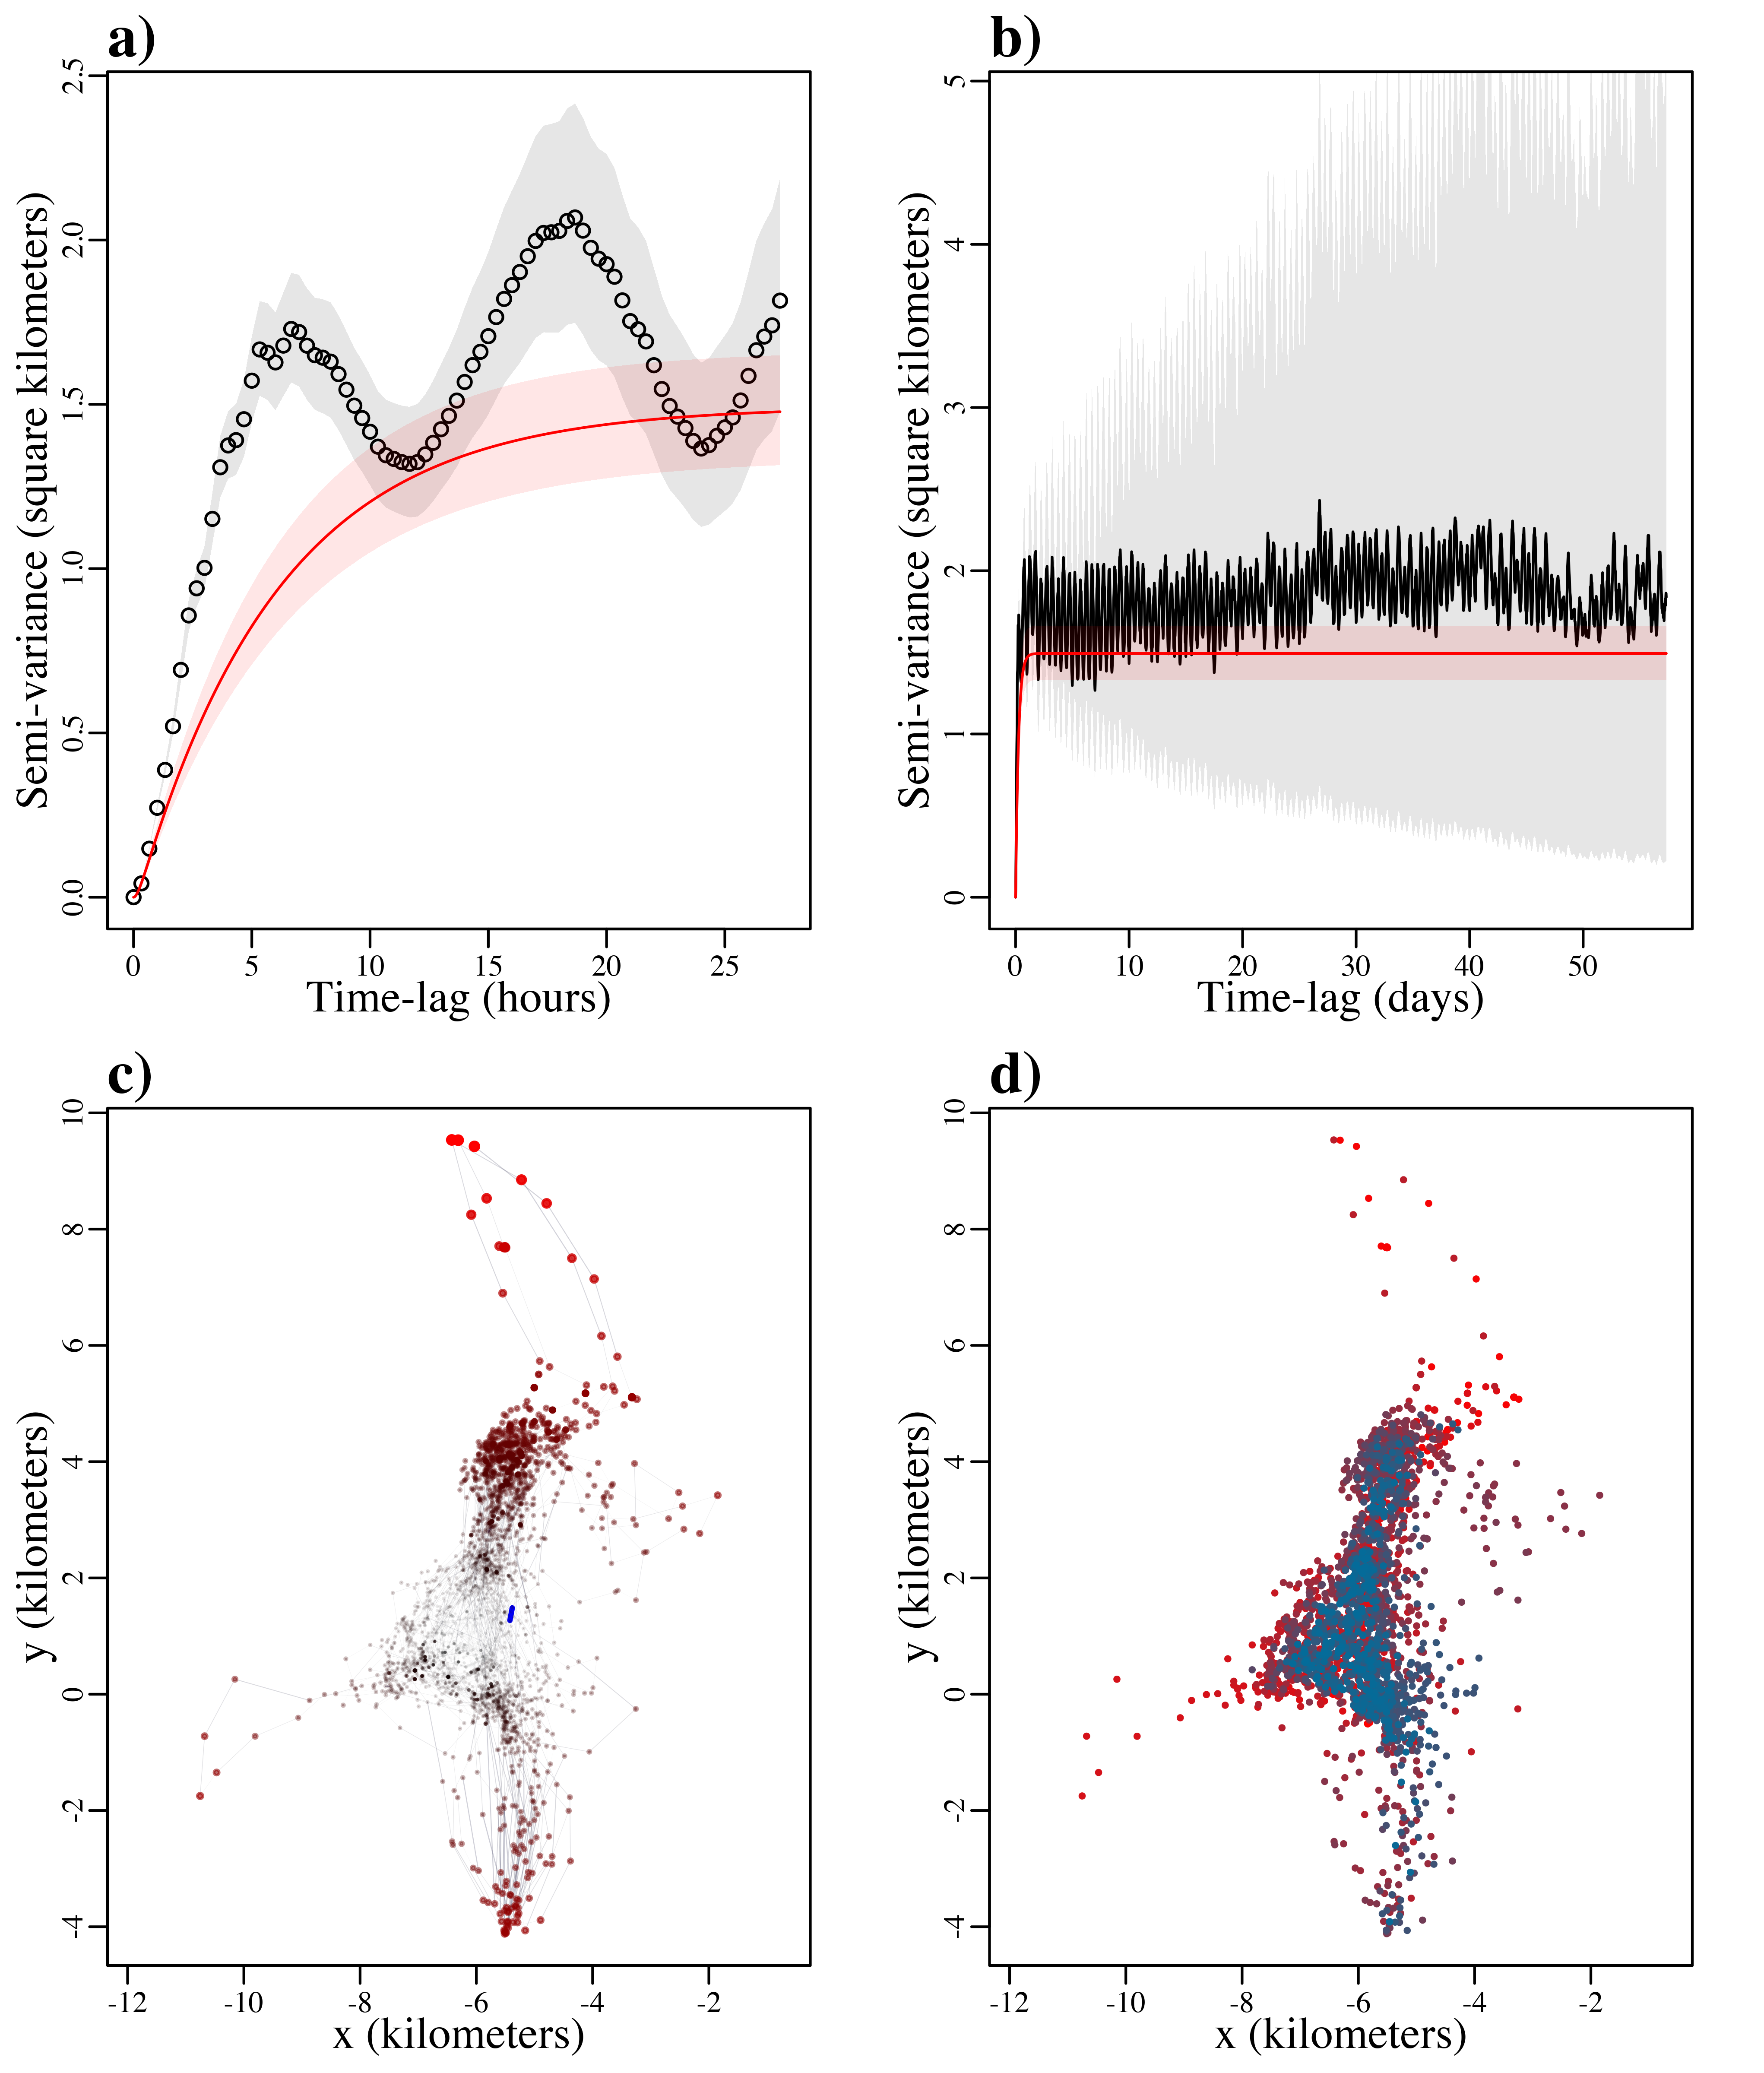 a)
Semi-variance (square kilometers)
0.0 0.5 1.0 1.5 2.0 2.5
0 5 10 15 20 25
Time-lag (hours)
b)
Semi-variance (square kilometers)
0 1 2 3 4 5
0 10 20 30 40 50
Time-lag (days)
c)
y (kilometers)
-4 -2 0 2 4 6 8 10
-12 -10 -8 -6 -4 -2
x (kilometers)
d)
y (kilometers)
-4 -2 0 2 4 6 8 10
-12 -10 -8 -6 -4 -2
x (kilometers)